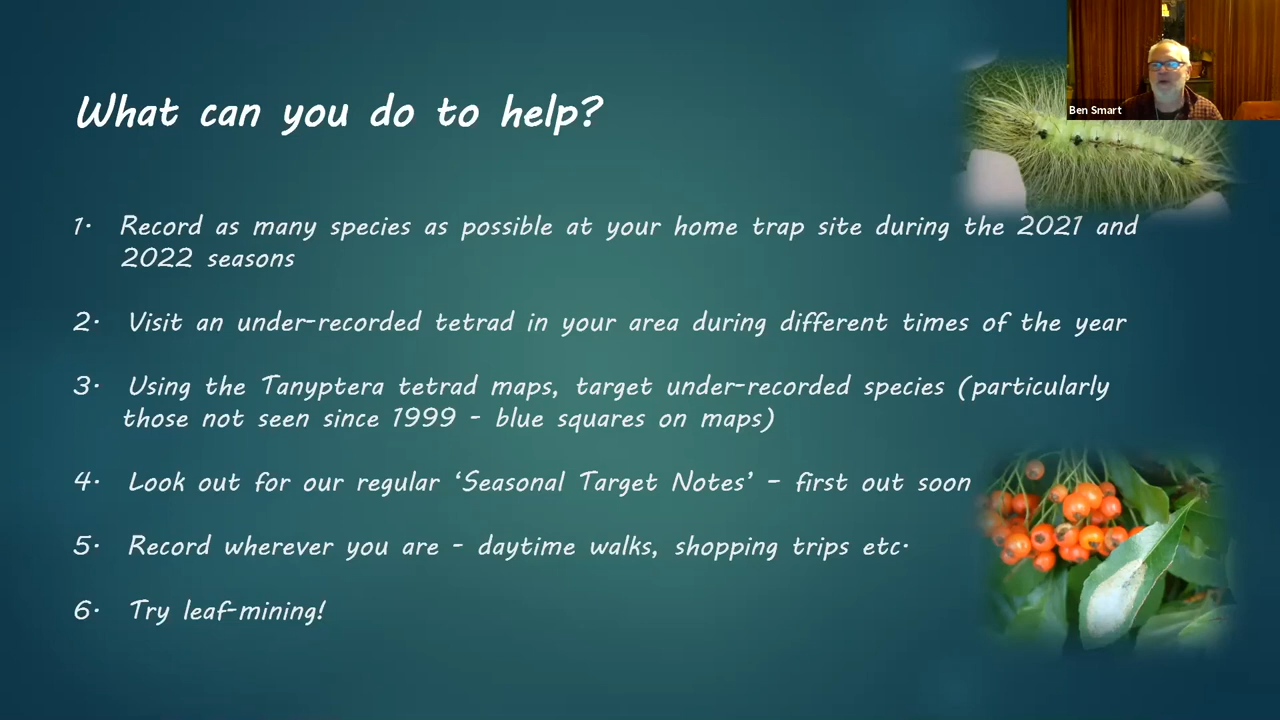 What can you do to help?
Ben Smart
1. Record as many species as possible at your home trap site during the 2021 and
2022 seasons
2. Visit an under-recorded tetrad in your area during different times of the year
3. Using the Tanyptera tetrad maps, target under-recorded species (particularly
those not seen since 1999 - blue squares on maps)
4. Look out for our regular ‘Seasonal Target Notes’ - first out soon
5. Record wherever you are - daytime walks, shopping trips etc.
6. Try leaf-mining!